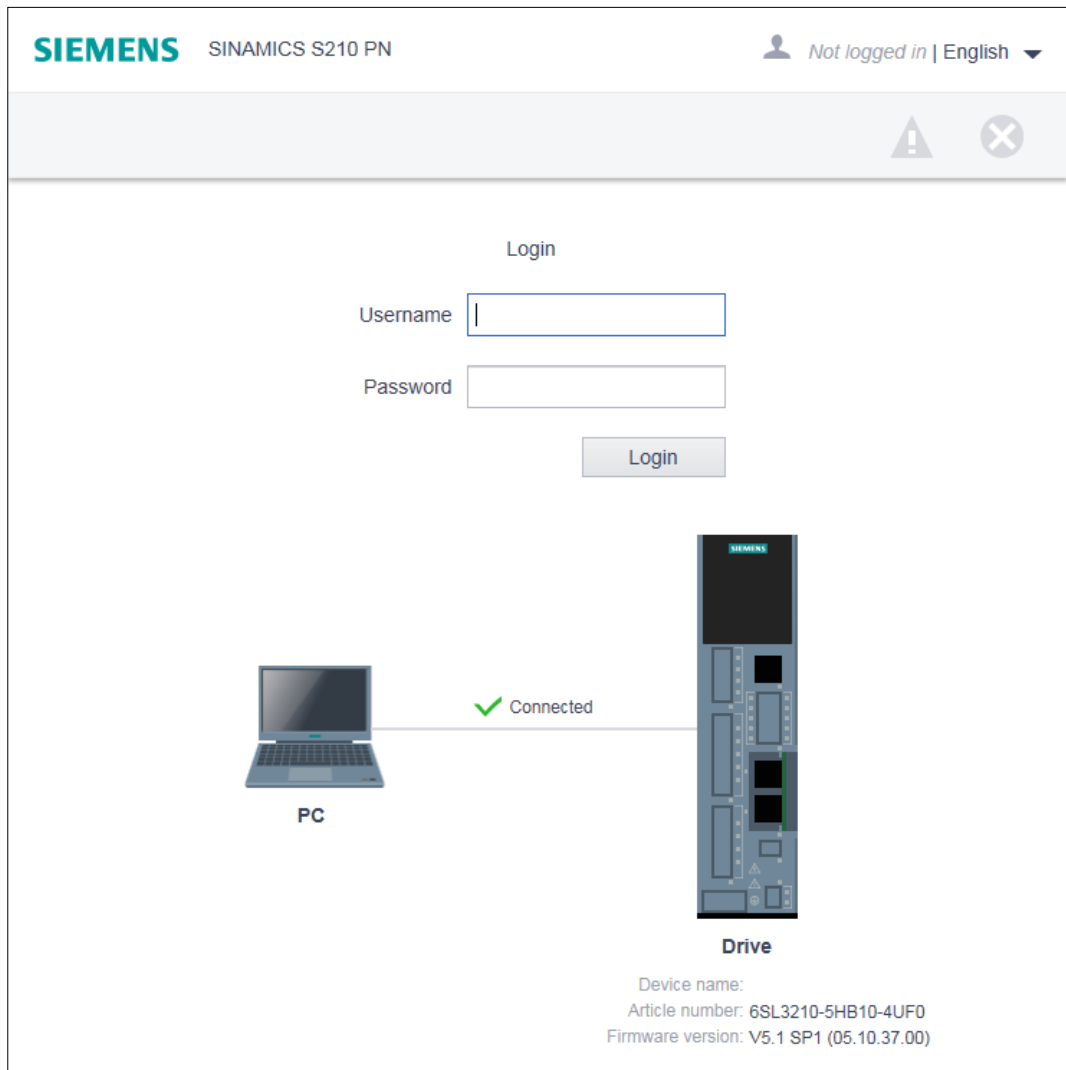 SIEMENS SINAMICS S210 PN Not logged in | English
Login
Username
Password
Login
SIEMENS
Connected
PC
Drive
Device name:
Article number: 6SL3210-5HB10-4UF0
Firmware version: V5.1 SP1 (05.10.37.00)